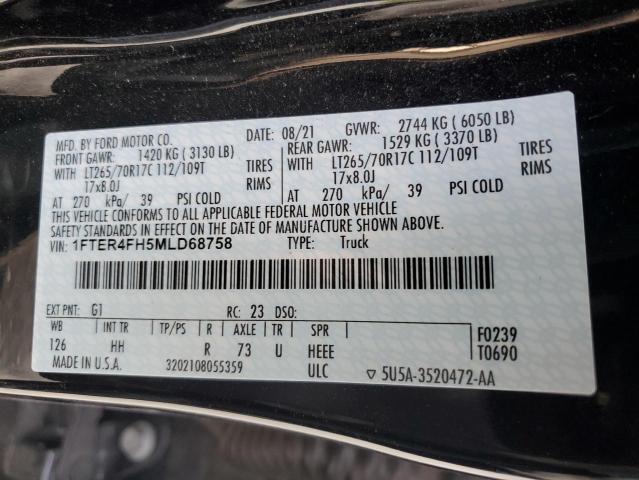 MFD. BY FORD MOTOR CO.
DATE: 08/21 GVWR: 2744 KG ( 6050 LB)
FRONT GAWR: 1420 KG ( 3130 LB) REAR GAWR: 1529 KG ( 3370 LB)
WITH LT265/70R17C 112/109T TIRES WITH LT265/70R17C 112/109T TIRES
17x8.0J RIMS 17x8.0J RIMS
AT 270 kPa/ 39 PSI COLD AT 270 kPa/ 39 PSI COLD
THIS VEHICLE CONFORMS TO ALL APPLICABLE FEDERAL MOTOR VEHICLE
SAFETY STANDARDS IN EFFECT ON THE DATE OF MANUFACTURE SHOWN ABOVE.
VIN: 1FTER4FH5MLD68758 TYPE: Truck
EXT PNT: G1 RC: 23 DSO:
WB INT TR TP/PS R AXLE TR SPR F0239
126 HH R 73 U HEEE T0690
MADE IN U.S.A. 3202108055359 ULC ▽ 5U5A-3520472-AA